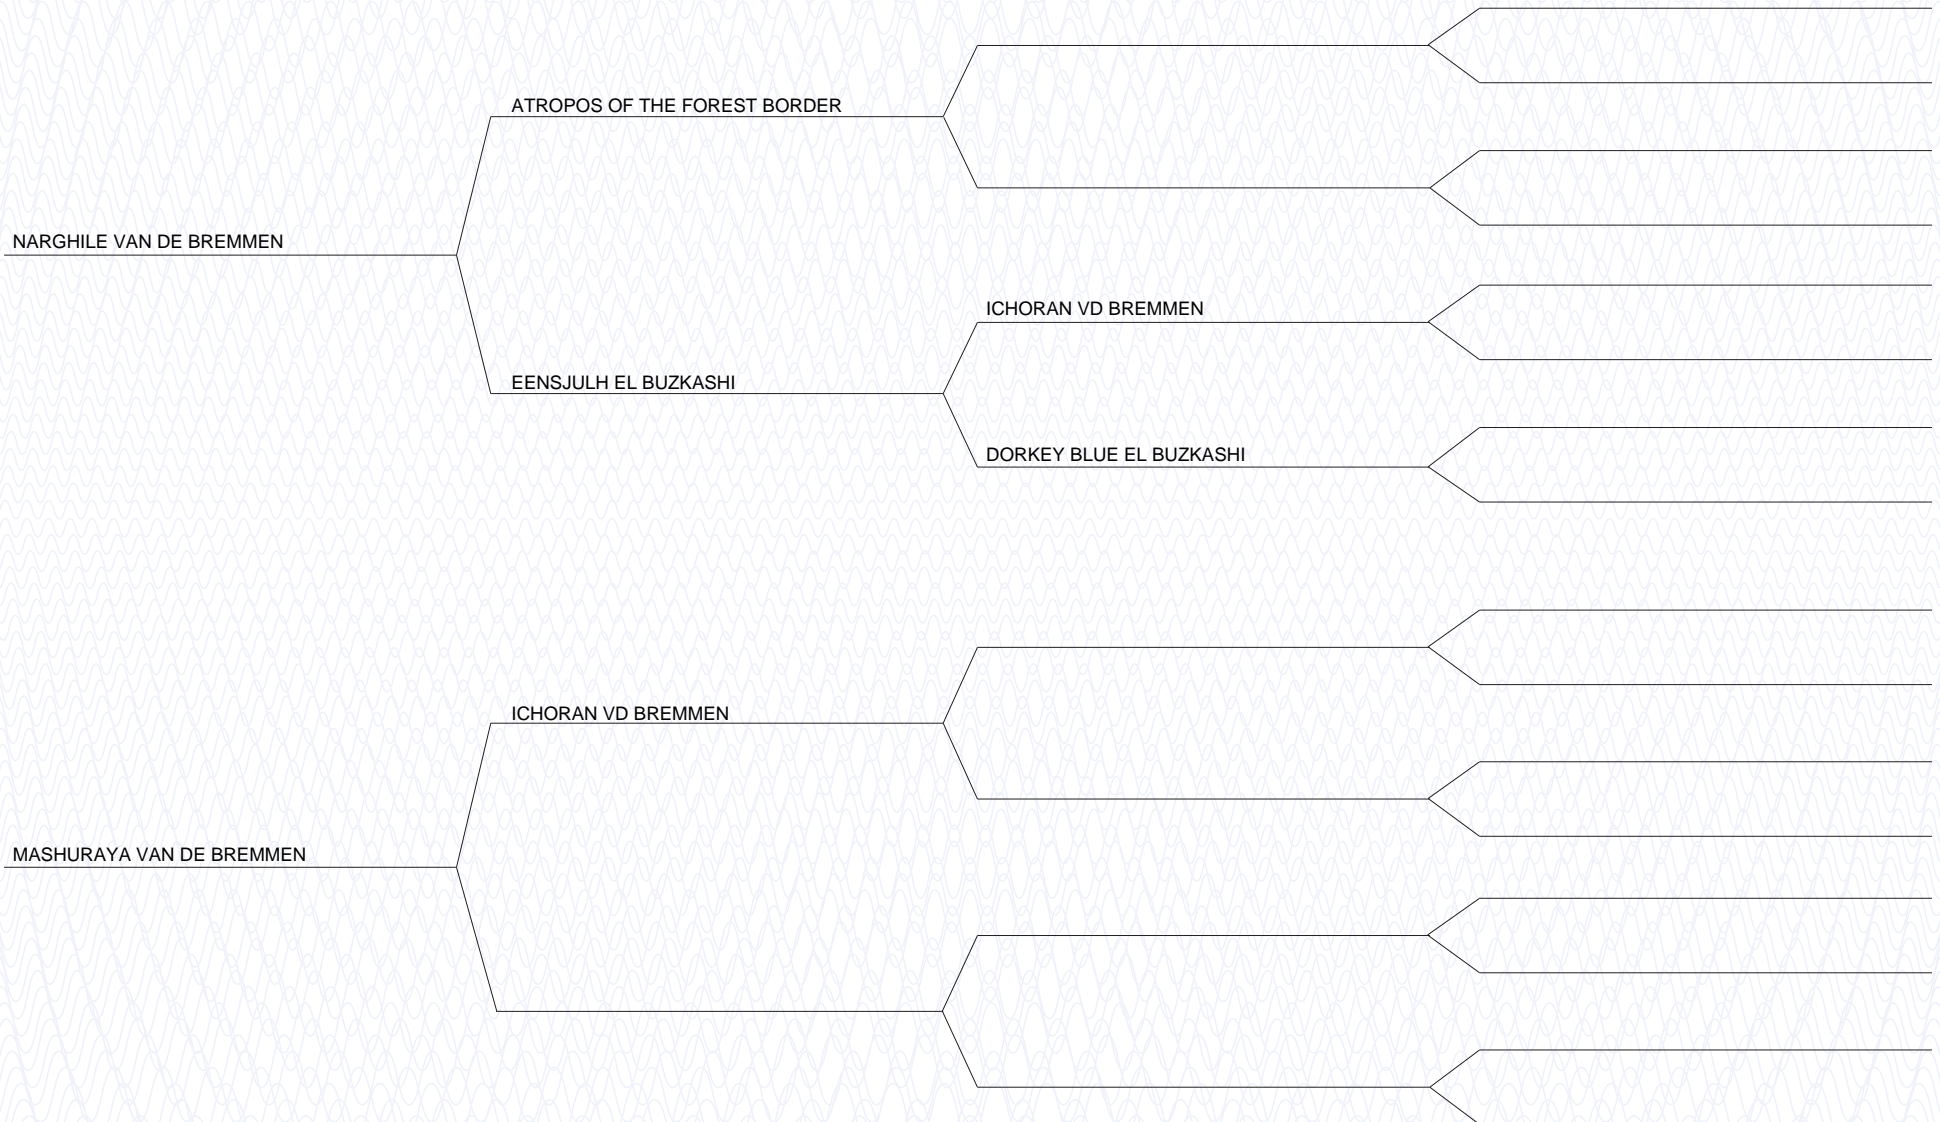 ATROPOS OF THE FOREST BORDER
NARGHILE VAN DE BREMMEN
ICHORAN VD BREMMEN
EENSJULH EL BUZKASHI
DORKEY BLUE EL BUZKASHI
ICHORAN VD BREMMEN
MASHURAYA VAN DE BREMMEN